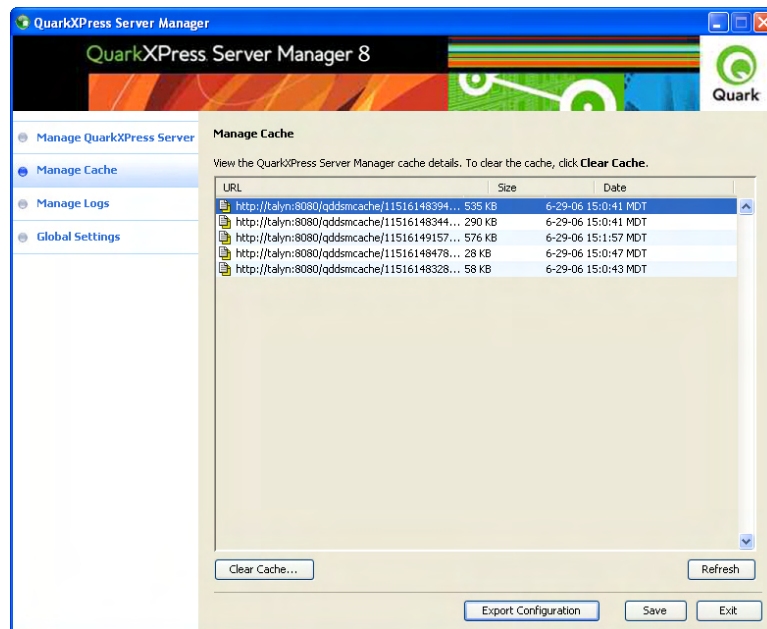 QuarkXPress Server Manager
QuarkXPress Server Manager 8
Quark
Manage QuarkXPress Server
Manage Cache
Manage Logs
Global Settings
Manage Cache
View the QuarkXPress Server Manager cache details. To clear the cache, click Clear Cache.
URL Size Date
http://talyn:8080/qddsmcache/11516148394... 535 KB 6-29-06 15:0:41 MDT
http://talyn:8080/qddsmcache/11516148344... 290 KB 6-29-06 15:0:41 MDT
http://talyn:8080/qddsmcache/11516149157... 576 KB 6-29-06 15:1:57 MDT
http://talyn:8080/qddsmcache/11516148478... 28 KB 6-29-06 15:0:47 MDT
http://talyn:8080/qddsmcache/11516148328... 58 KB 6-29-06 15:0:43 MDT
Clear Cache... Refresh
Export Configuration Save Exit